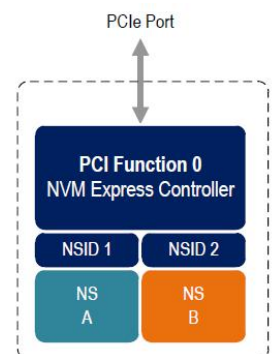 PCIe Port
PCI Function 0
NVM Express Controller
NSID 1 NSID 2
NS NS
A B